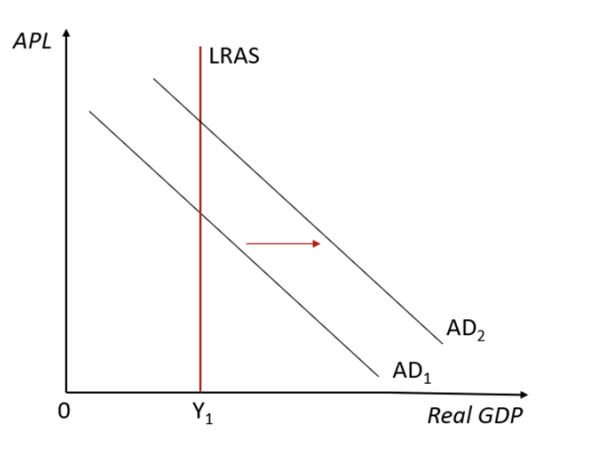 APL
LRAS
AD₂
AD₁
0
Y₁
Real GDP